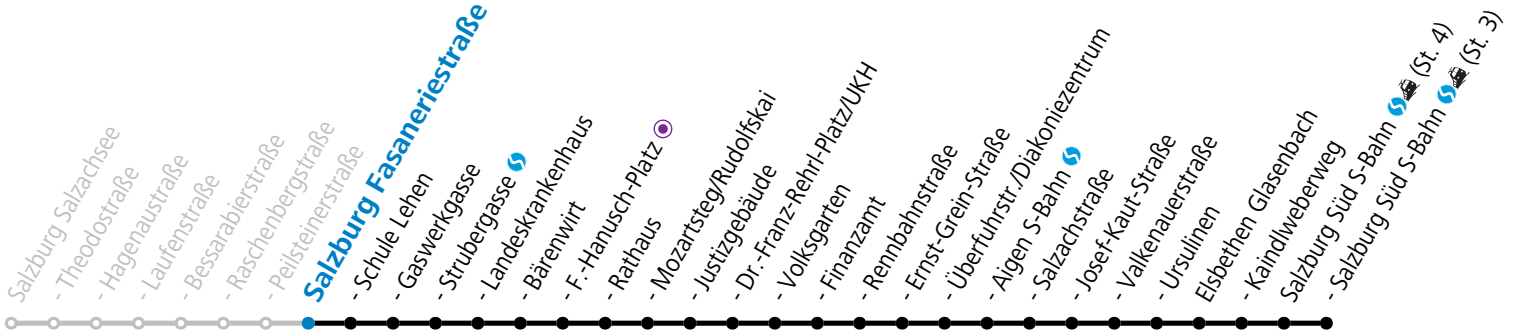 Salzburg Salzachsee
- Theodostraße
- Hagenaustraße
- Laufenstraße
- Bessarabierstraße
- Raschenbergstraße
- Peilsteinerstraße
Salzburg Fasaneriestraße
- Schule Lehen
- Gaswerkgasse
- Strubergasse
- Landeskrankenhaus
- Bärenwirt
- F.-Hanusch-Platz
- Rathaus
- Mozartsteg/Rudolfskai
- Justizgebäude
- Dr.-Franz-Rehrl-Platz/UKH
- Volksgarten
- Finanzamt
- Rennbahnstraße
- Ernst-Grein-Straße
- Überfuhrstr./Diakoniezentrum
- Aigen S-Bahn
- Salzachstraße
- Josef-Kaut-Straße
- Valkenauerstraße
- Ursulinen
Elsbethen Glasenbach
- Kaindlweberweg
Salzburg Süd S-Bahn (St. 4)
- Salzburg Süd S-Bahn (St. 3)